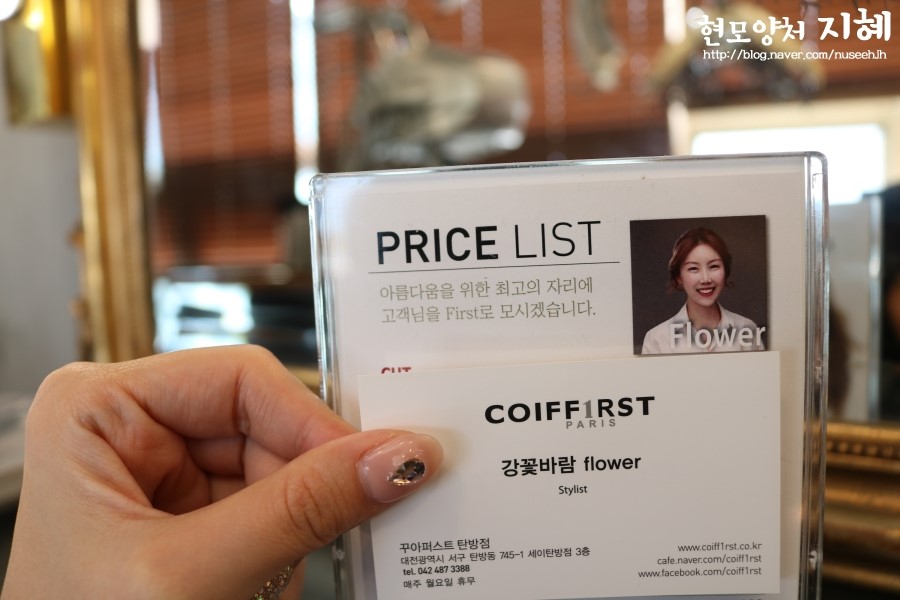 현모양처 지혜
http://blog.naver.com/nuseehJh
PRICE LIST
아름다움을 위한 최고의 자리에
고객님을 First로 모시겠습니다.
Flower
CUT
COIFF1RST
PARIS
강꽃바람 flower
Stylist
꾸아퍼스트 탄방점
대전광역시 서구 탄방동 745-1 세이탄방점 3층
tel. 042 487 3388
매주 월요일 휴무
www.coiff1rst.co.kr
cafe.naver.com/coiff1rst
www.facebook.com/coiff1rst